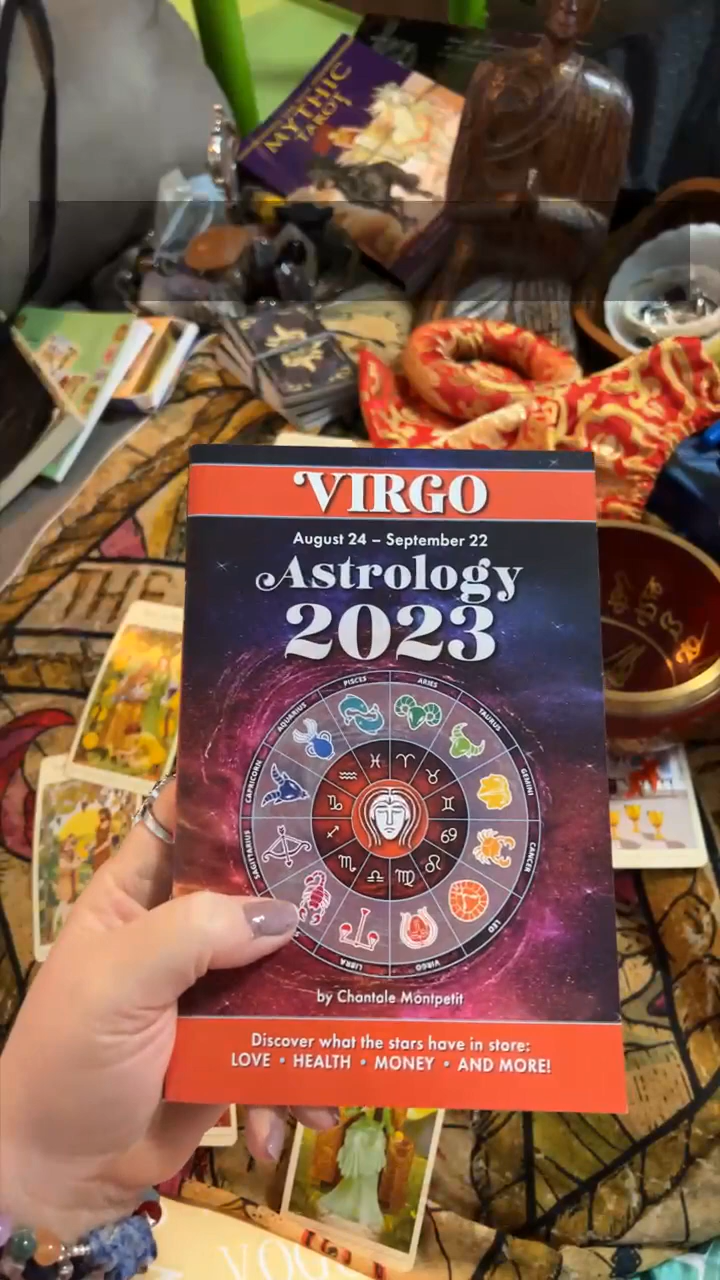 MYTHIC
TAROT
VIRGO
August 24 – September 22
Astrology
2023
PISCES
ARIES
AQUARIUS
TAURUS
CAPRICORN
GEMINI
SAGITTARIUS
CANCER
LEO
LIBRA
VIRGO
by Chantale Montpetit
Discover what the stars have in store:
LOVE • HEALTH • MONEY • AND MORE!
THE